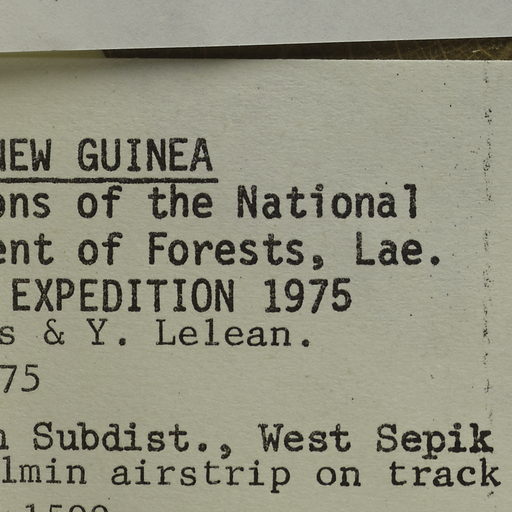 NEW GUINEA
ons of the National
ent of Forests, Lae.
EXPEDITION 1975
s & Y. Lelean.
75
Subdist., West Sepik
lmin airstrip on track